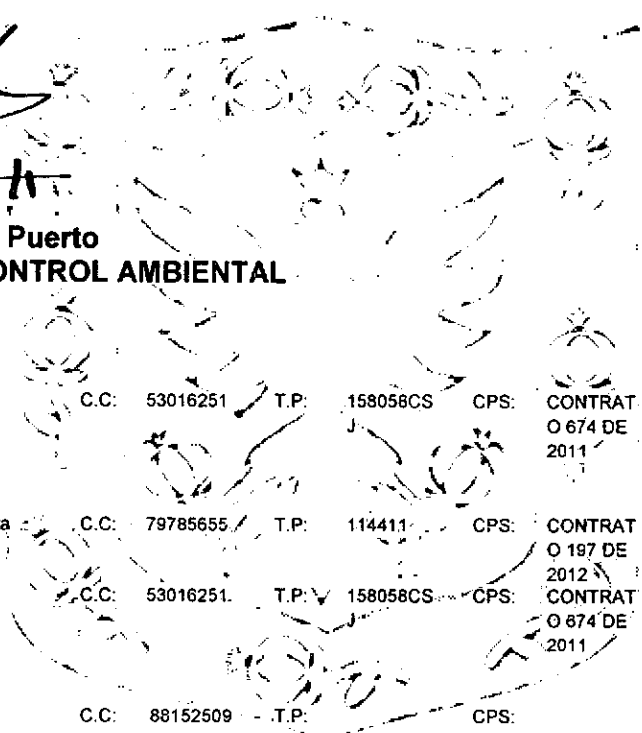 Puerto
CONTROL AMBIENTAL
C.C: 53016251 T.P: 158058CS CPS: CONTRAT
J O 674 DE
2011
a C.C: 79785655 T.P: 114411 CPS: CONTRAT
O 197 DE
2012
C.C: 53016251 T.P: 158058CS CPS: CONTRAT
J O 674 DE
2011
C.C: 88152509 T.P: CPS: